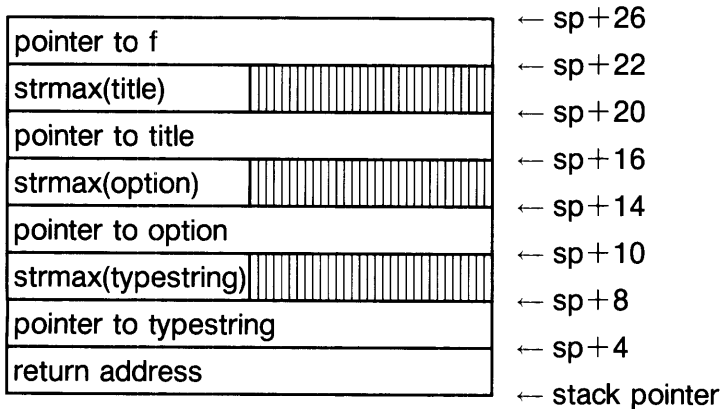 ← sp+26
pointer to f
← sp+22
strmax(title)
← sp+20
pointer to title
← sp+16
strmax(option)
← sp+14
pointer to option
← sp+10
strmax(typestring)
← sp+8
pointer to typestring
← sp+4
return address
← stack pointer